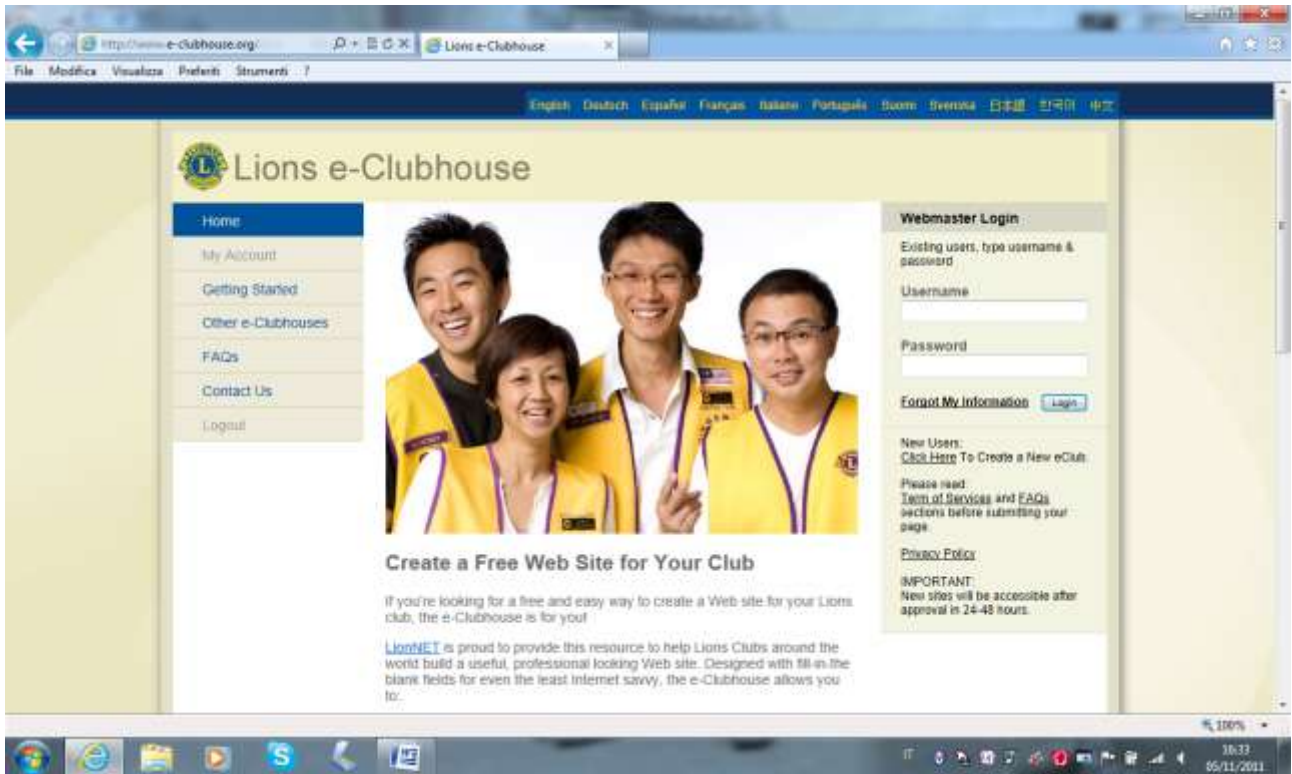 http://www.e-clubhouse.org/
Lions e-Clubhouse
File Modifica Visualizza Preferiti Strumenti ?
English Deutsch Español Français Italiano Português Suomi Svenska 日本語 한국어 中文
Lions e-Clubhouse
Home
My Account
Getting Started
Other e-Clubhouses
FAQs
Contact Us
Logout
Create a Free Web Site for Your Club
If you're looking for a free and easy way to create a Web site for your Lions
club, the e-Clubhouse is for you!
LionNET is proud to provide this resource to help Lions Clubs around the
world build a useful, professional looking Web site. Designed with fill-in-the
blank fields for even the least Internet savvy, the e-Clubhouse allows you
to:
Webmaster Login
Existing users, type username &
password
Username
Password
Forgot My Information Login
New Users:
Click Here To Create a New eClub.
Please read:
Term of Services and FAQs
sections before submitting your
page.
Privacy Policy
IMPORTANT:
New sites will be accessible after
approval in 24-48 hours.
100%
IT
16:33
05/11/2011